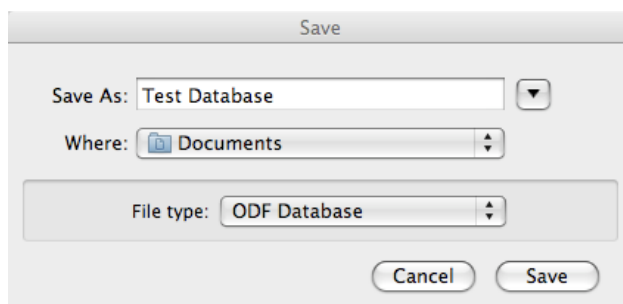 Save
Save As: Test Database
Where: Documents
File type: ODF Database
Cancel Save